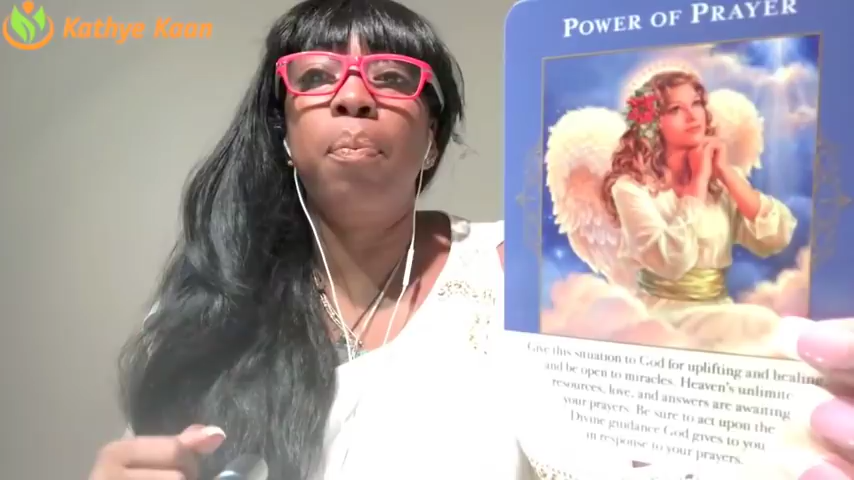 Kathye Kaan
POWER OF PRAYER
Give this situation to God for uplifting and healing
and be open to miracles. Heaven's unlimite
resources, love, and answers are awaiting
your prayers. Be sure to act upon the
Divine guidance God gives to you
in response to your prayers.